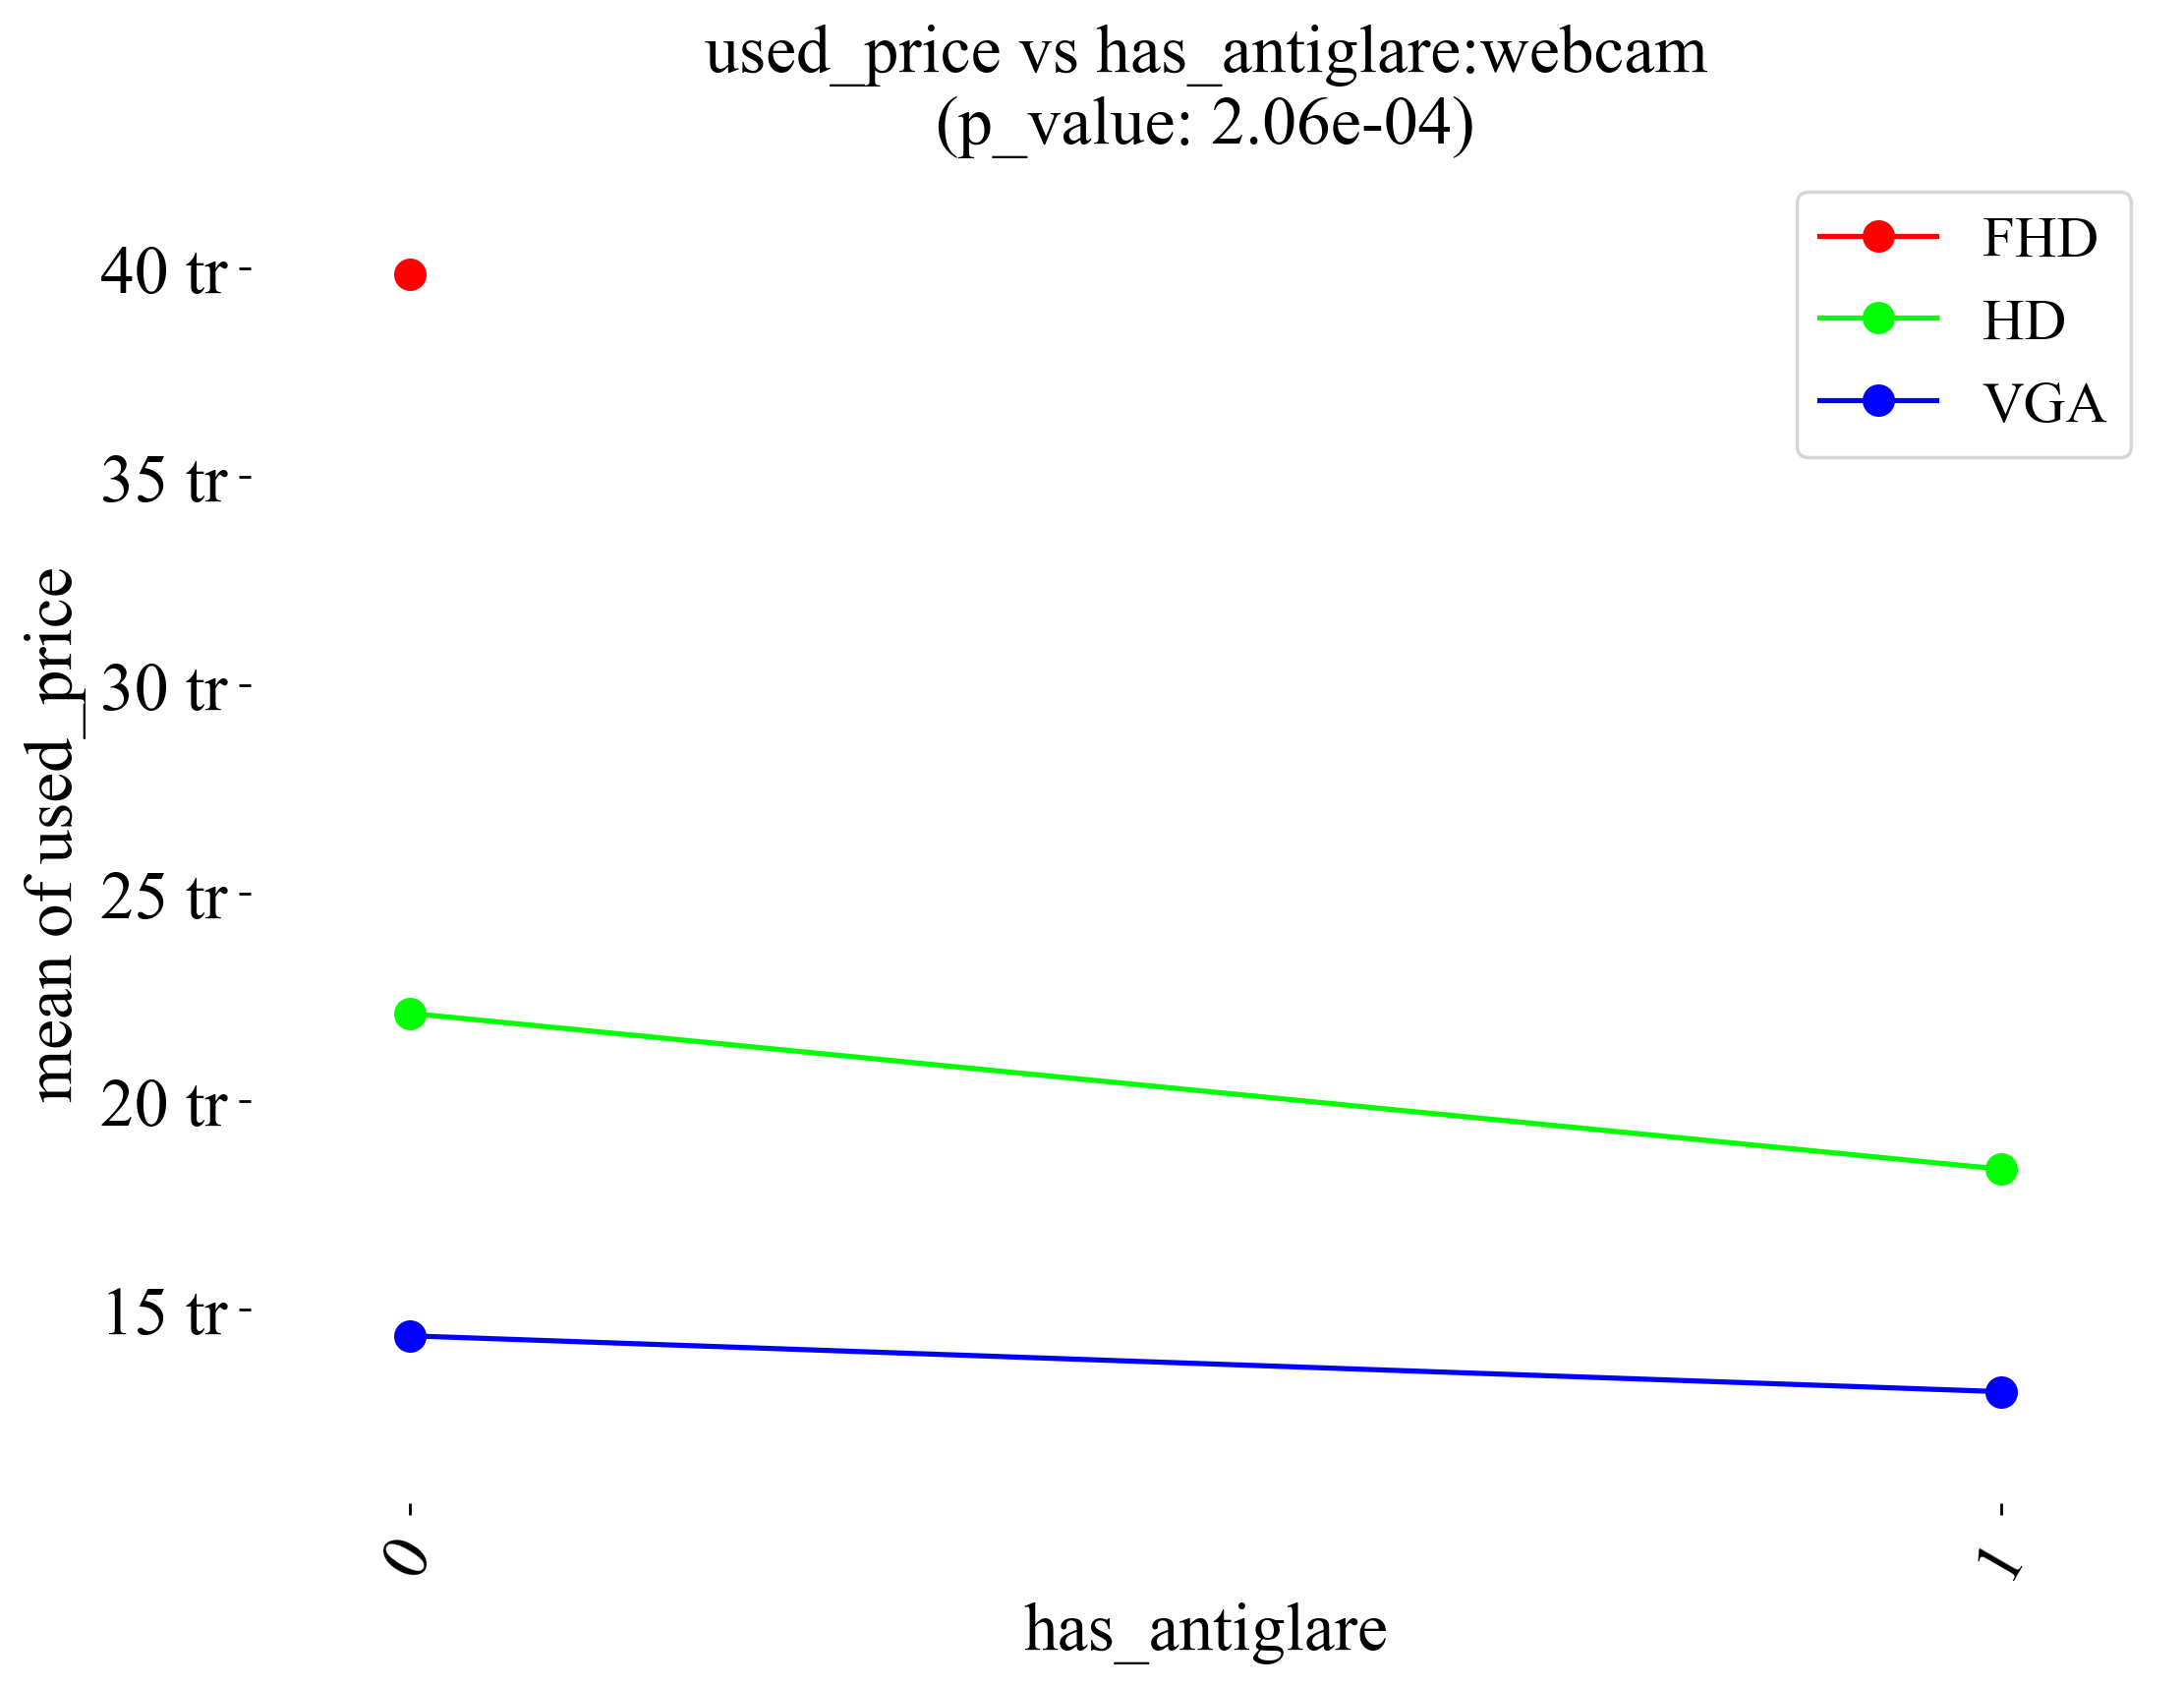 used_price vs has_antiglare:webcam
(p_value: 2.06e-04)
FHD
HD
VGA
40 tr
35 tr
30 tr
25 tr
20 tr
15 tr
mean of used_price
0
1
has_antiglare